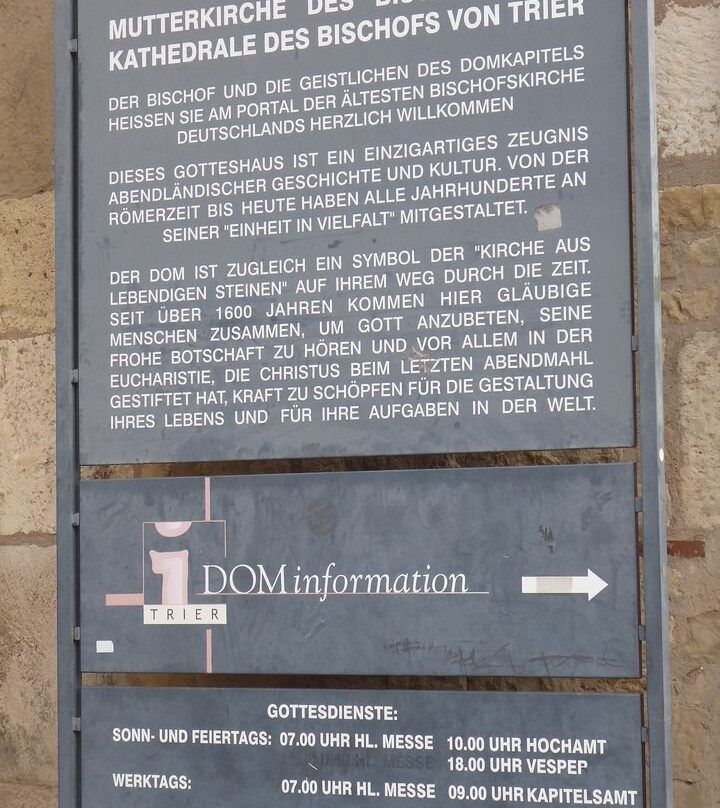 MUTTERKIRCHE DES
KATHEDRALE DES BISCHOFS VON TRIER
DER BISCHOF UND DIE GEISTLICHEN DES DOMKAPITELS
HEISSEN SIE AM PORTAL DER ÄLTESTEN BISCHOFSKIRCHE
DEUTSCHLANDS HERZLICH WILLKOMMEN
DIESES GOTTESHAUS IST EIN EINZIGARTIGES ZEUGNIS
ABENDLÄNDISCHER GESCHICHTE UND KULTUR. VON DER
RÖMERZEIT BIS HEUTE HABEN ALLE JAHRHUNDERTE AN
SEINER "EINHEIT IN VIELFALT" MITGESTALTET.
DER DOM IST ZUGLEICH EIN SYMBOL DER "KIRCHE AUS
LEBENDIGEN STEINEN" AUF IHREM WEG DURCH DIE ZEIT.
SEIT ÜBER 1600 JAHREN KOMMEN HIER GLÄUBIGE
MENSCHEN ZUSAMMEN, UM GOTT ANZUBETEN, SEINE
FROHE BOTSCHAFT ZU HÖREN UND VOR ALLEM IN DER
EUCHARISTIE, DIE CHRISTUS BEIM LETZTEN ABENDMAHL
GESTIFTET HAT, KRAFT ZU SCHÖPFEN FÜR DIE GESTALTUNG
IHRES LEBENS UND FÜR IHRE AUFGABEN IN DER WELT.
i DOMinformation
TRIER
GOTTESDIENSTE:
SONN- UND FEIERTAGS: 07.00 UHR HL. MESSE 10.00 UHR HOCHAMT
18.00 UHR VESPEP
WERKTAGS: 07.00 UHR HL. MESSE 09.00 UHR KAPITELSAMT